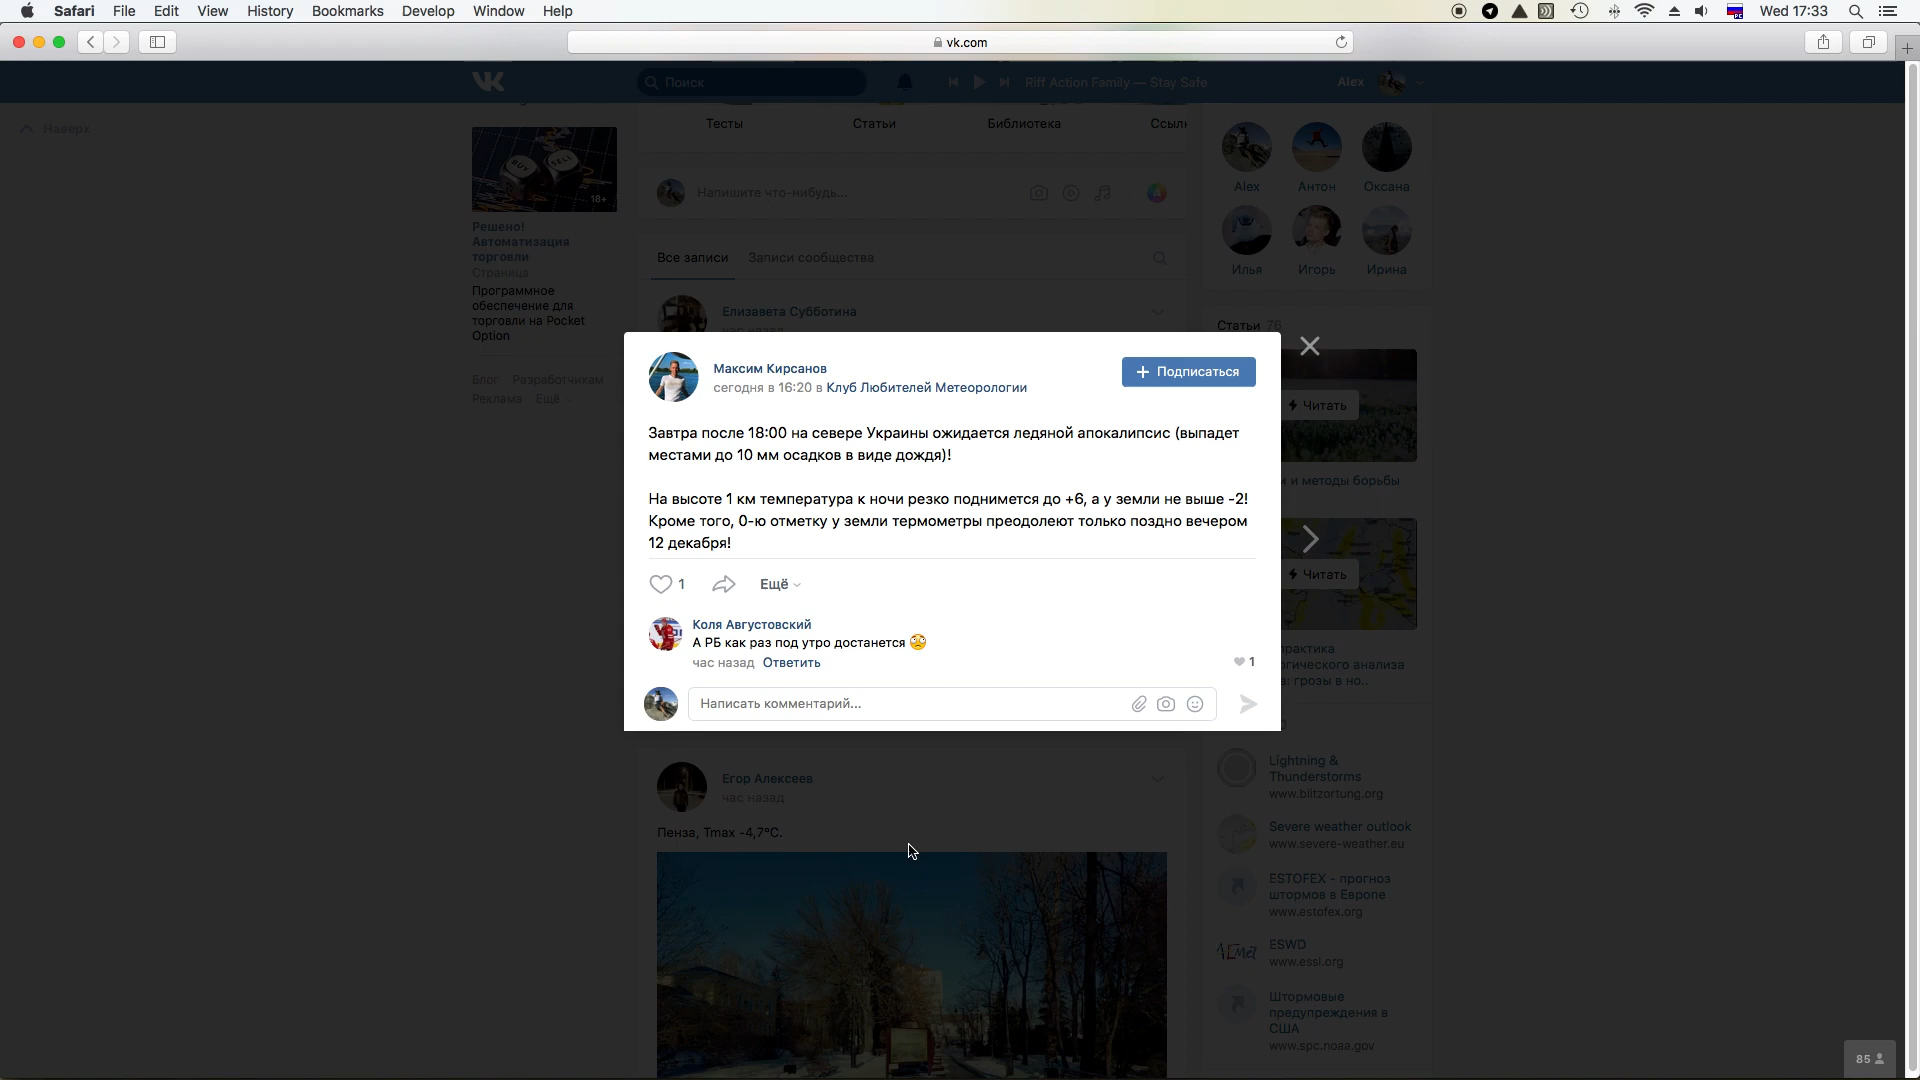 Safari File Edit View History Bookmarks Develop Window Help
Wed 17:33
vk.com
Поиск
Riff Action Family — Stay Safe
Alex
Наверх
Тесты Статьи Библиотека
18+
Решено!
Автоматизация
торговли
Страница
Программное
обеспечение для
торговли на Pocket
Option
Блог Разработчикам
Реклама Ещё
Напишите что-нибудь...
Все записи Записи сообщества
Елизавета Субботина
Alex Антон Оксана
Илья Игорь Ирина
Статьи 76
Читать
и методы борьбы
Читать
Максим Кирсанов
сегодня в 16:20 в Клуб Любителей Метеорологии
Подписаться
Завтра после 18:00 на севере Украины ожидается ледяной апокалипсис (выпадет
местами до 10 мм осадков в виде дождя)!
На высоте 1 км температура к ночи резко поднимется до +6, а у земли не выше -2!
Кроме того, 0-ю отметку у земли термометры преодолеют только поздно вечером
12 декабря!
1 Ещё
Коля Августовский
А РБ как раз под утро достанется 😟
час назад Ответить
1
Написать комментарий...
Егор Алексеев
час назад
Пенза, Tmax -4,7°C.
: грозы в но..
Lightning &
Thunderstorms
www.blitzortung.org
Severe weather outlook
www.severe-weather.eu
ESTOFEX - прогноз
штормов в Европе
www.estofex.org
ESWD
www.essl.org
Штормовые
предупреждения в
США
www.spc.noaa.gov
85